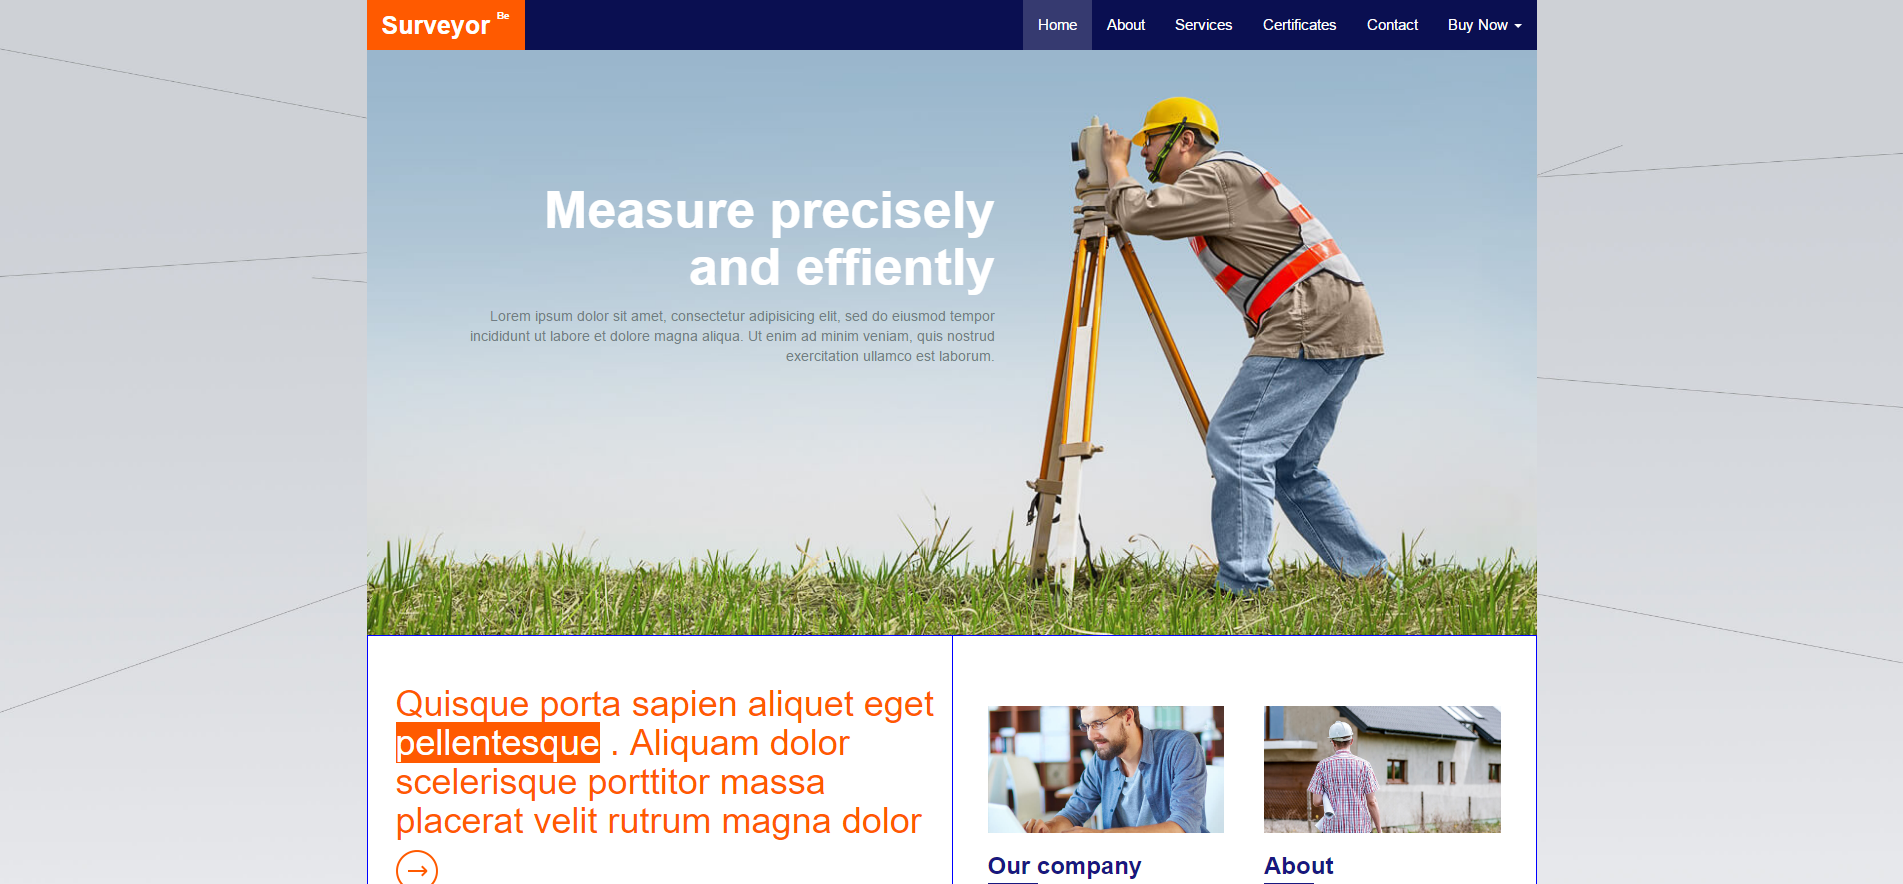 Surveyor Be
Home About Services Certificates Contact Buy Now
Measure precisely
and effiently
Lorem ipsum dolor sit amet, consectetur adipisicing elit, sed do eiusmod tempor
incididunt ut labore et dolore magna aliqua. Ut enim ad minim veniam, quis nostrud
exercitation ullamco est laborum.
Quisque porta sapien aliquet eget
pellentesque . Aliquam dolor
scelerisque porttitor massa
placerat velit rutrum magna dolor
Our company
About